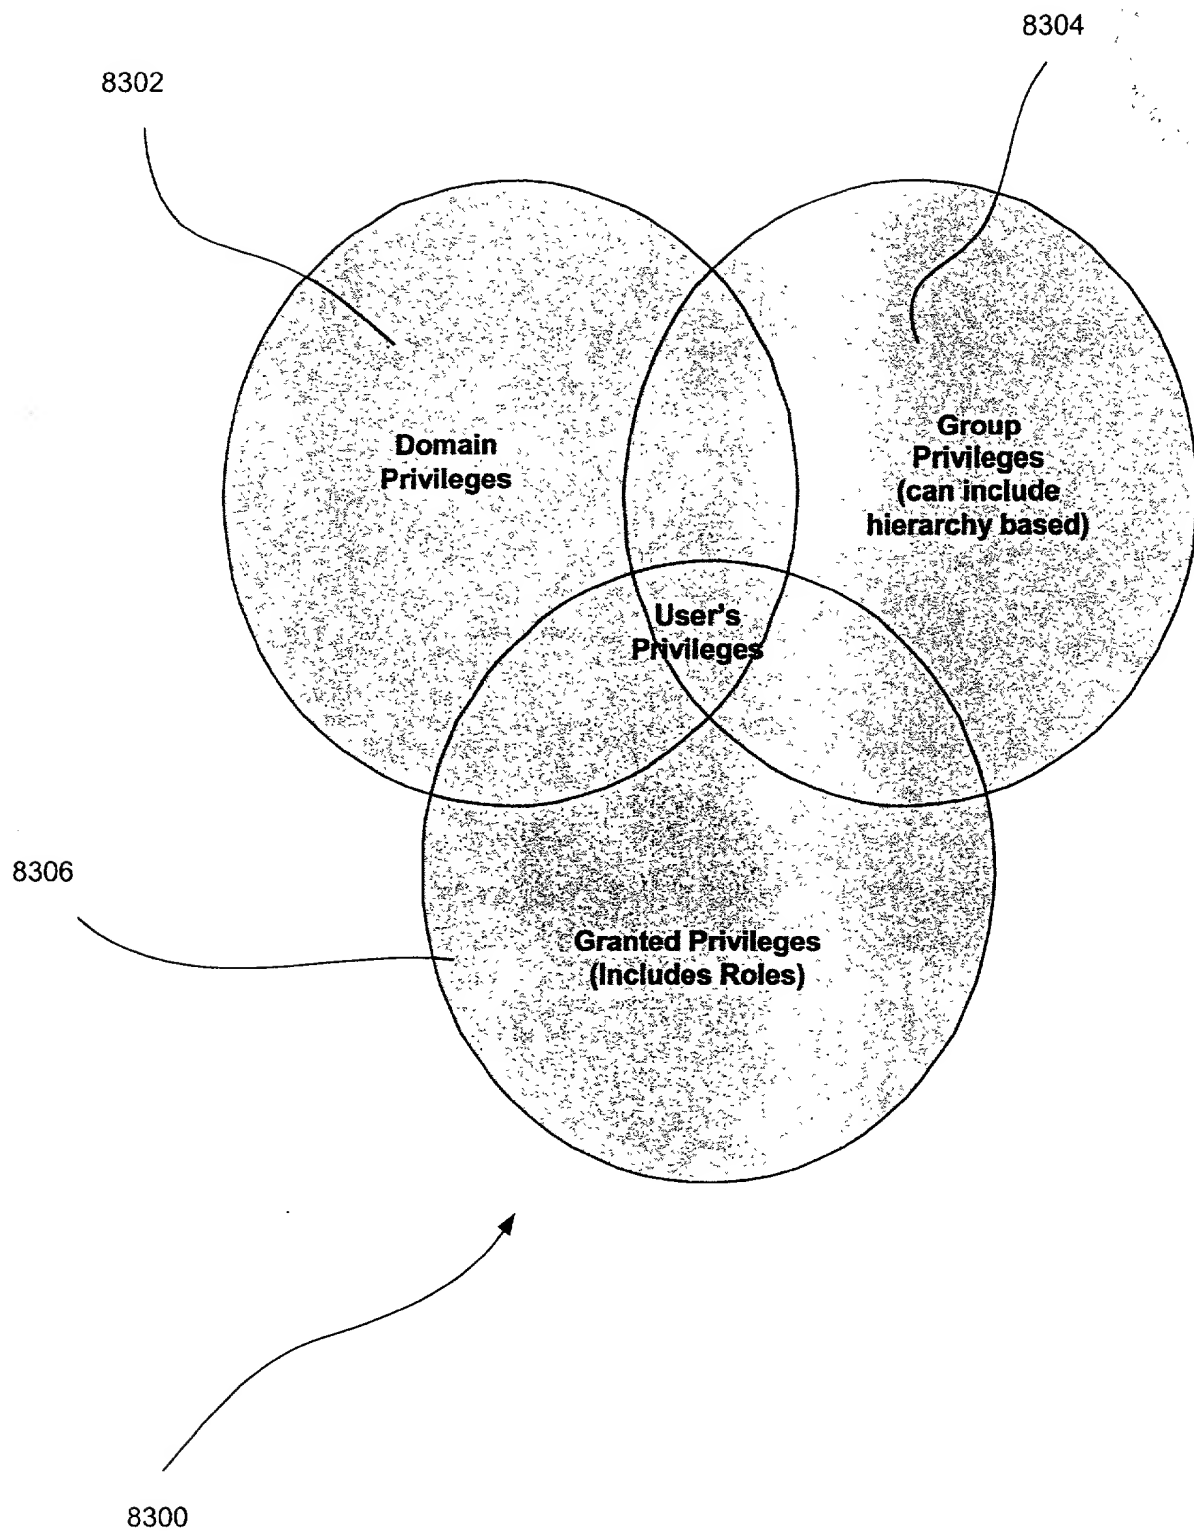 8304
8302
Domain
Privileges
Group
Privileges
(can include
hierarchy based)
User's
Privileges
8306
Granted Privileges
(Includes Roles)
8300